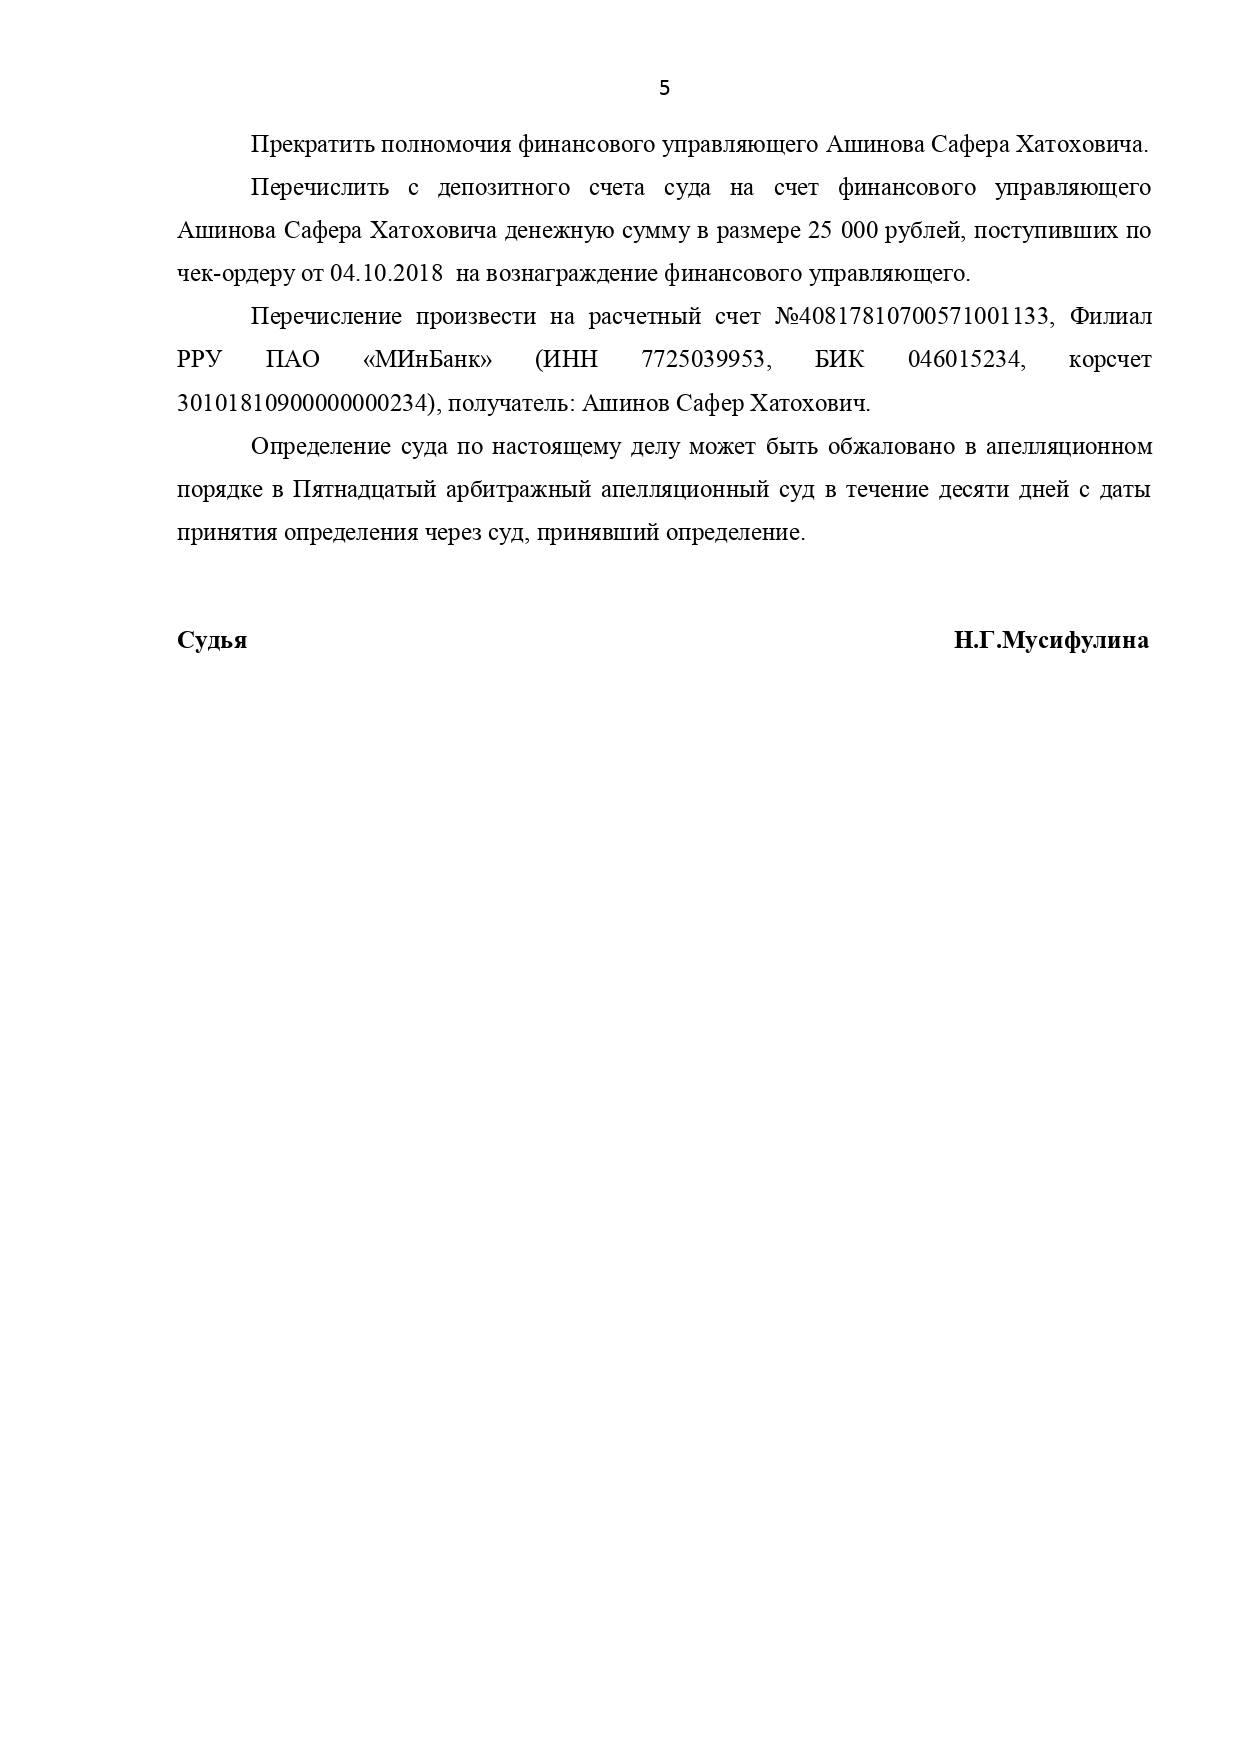 5
Прекратить полномочия финансового управляющего Ашинова Сафера Хатоховича.
Перечислить с депозитного счета суда на счет финансового управляющего
Ашинова Сафера Хатоховича денежную сумму в размере 25 000 рублей, поступивших по
чек-ордеру от 04.10.2018  на вознаграждение финансового управляющего.
Перечисление произвести на расчетный счет №40817810700571001133, Филиал
РРУ ПАО «МИнБанк» (ИНН 7725039953, БИК 046015234, корсчет
30101810900000000234), получатель: Ашинов Сафер Хатохович.
Определение суда по настоящему делу может быть обжаловано в апелляционном
порядке в Пятнадцатый арбитражный апелляционный суд в течение десяти дней с даты
принятия определения через суд, принявший определение.
Судья Н.Г.Мусифулина